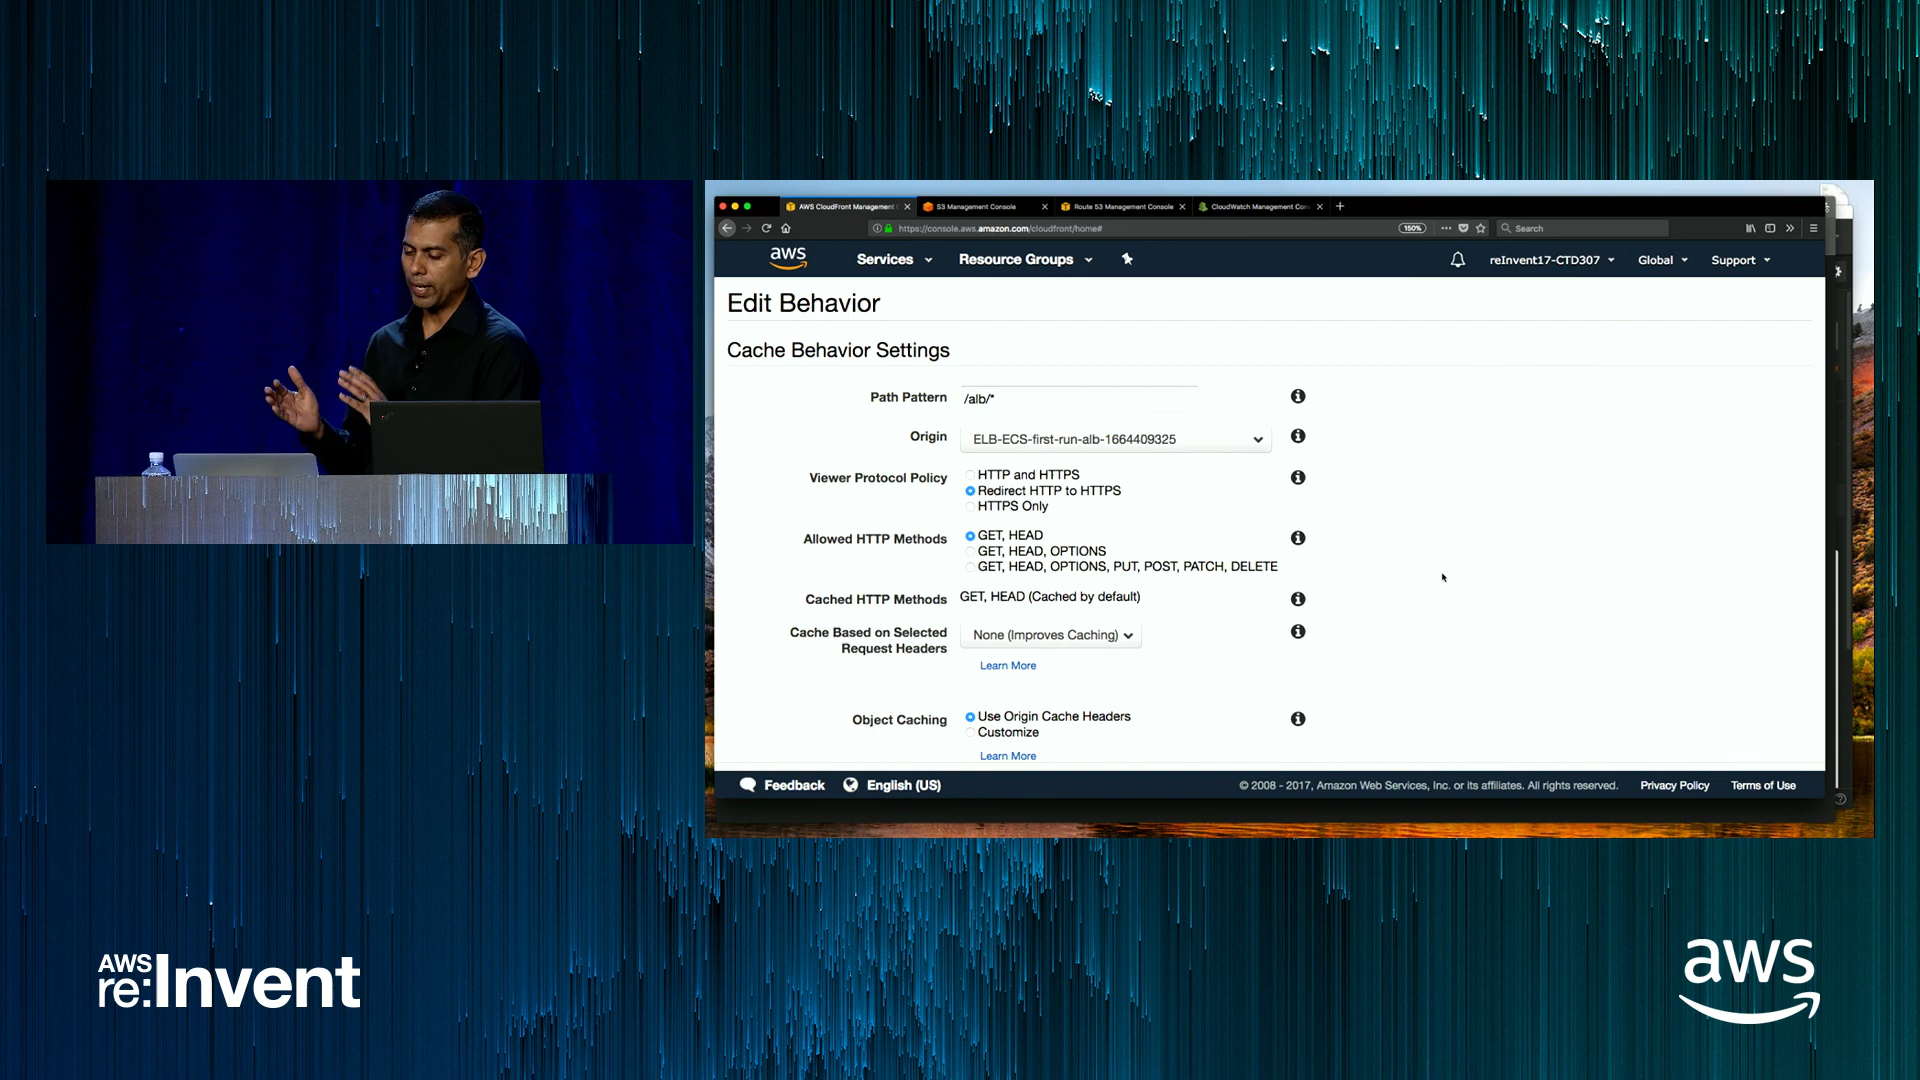 AWS CloudFront Management
S3 Management Console
Route 53 Management Console
CloudWatch Management Con
https://console.aws.amazon.com/cloudfront/home#
150%
Search
aws
Services
Resource Groups
reInvent17-CTD307
Global
Support
Edit Behavior
Cache Behavior Settings
Path Pattern
/alb/*
Origin
ELB-ECS-first-run-alb-1664409325
Viewer Protocol Policy
HTTP and HTTPS
Redirect HTTP to HTTPS
HTTPS Only
Allowed HTTP Methods
GET, HEAD
GET, HEAD, OPTIONS
GET, HEAD, OPTIONS, PUT, POST, PATCH, DELETE
Cached HTTP Methods
GET, HEAD (Cached by default)
Cache Based on Selected
Request Headers
None (Improves Caching)
Learn More
Object Caching
Use Origin Cache Headers
Customize
Learn More
Feedback
English (US)
© 2008 - 2017, Amazon Web Services, Inc. or its affiliates. All rights reserved.
Privacy Policy
Terms of Use
AWS
re:Invent
aws